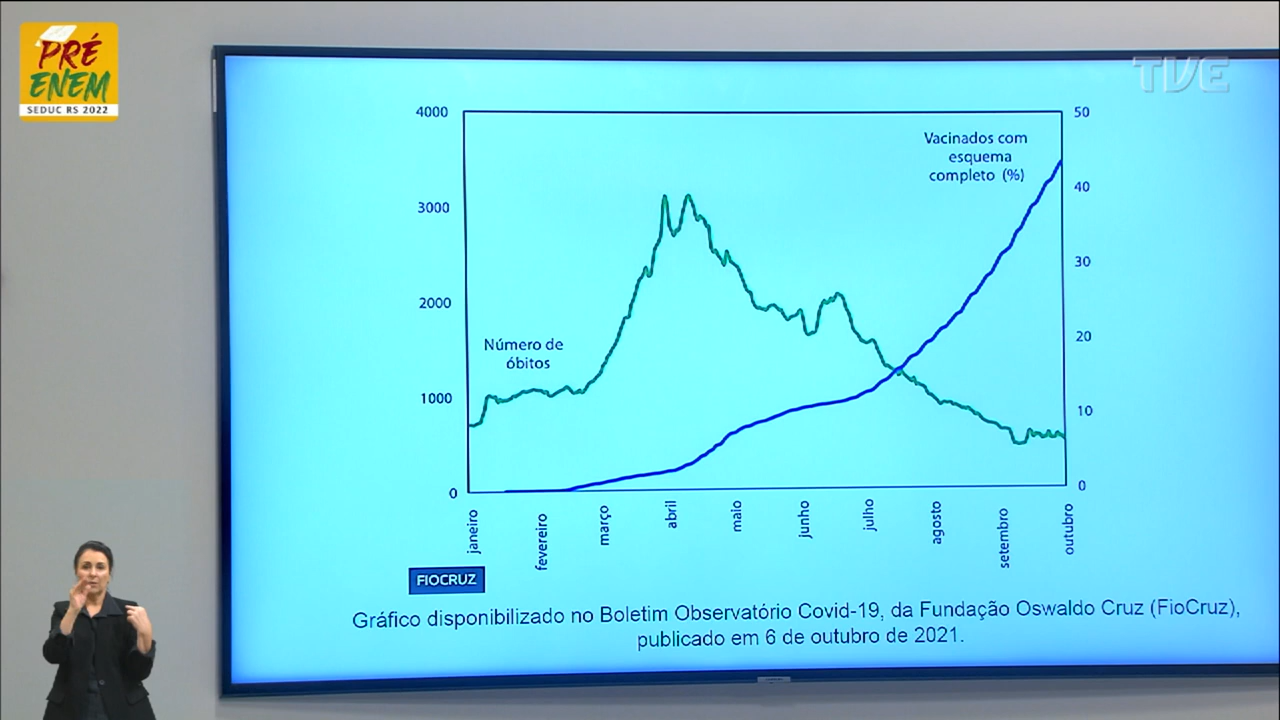 PRÉ
ENEM
SEDUC RS 2022
TVE
4000
3000
2000
1000
0
50
40
30
20
10
0
Vacinados com
esquema
completo (%)
Número de
óbitos
janeiro
fevereiro
março
abril
maio
junho
julho
agosto
setembro
outubro
FIOCRUZ
Gráfico disponibilizado no Boletim Observatório Covid-19, da Fundação Oswaldo Cruz (FioCruz),
publicado em 6 de outubro de 2021.